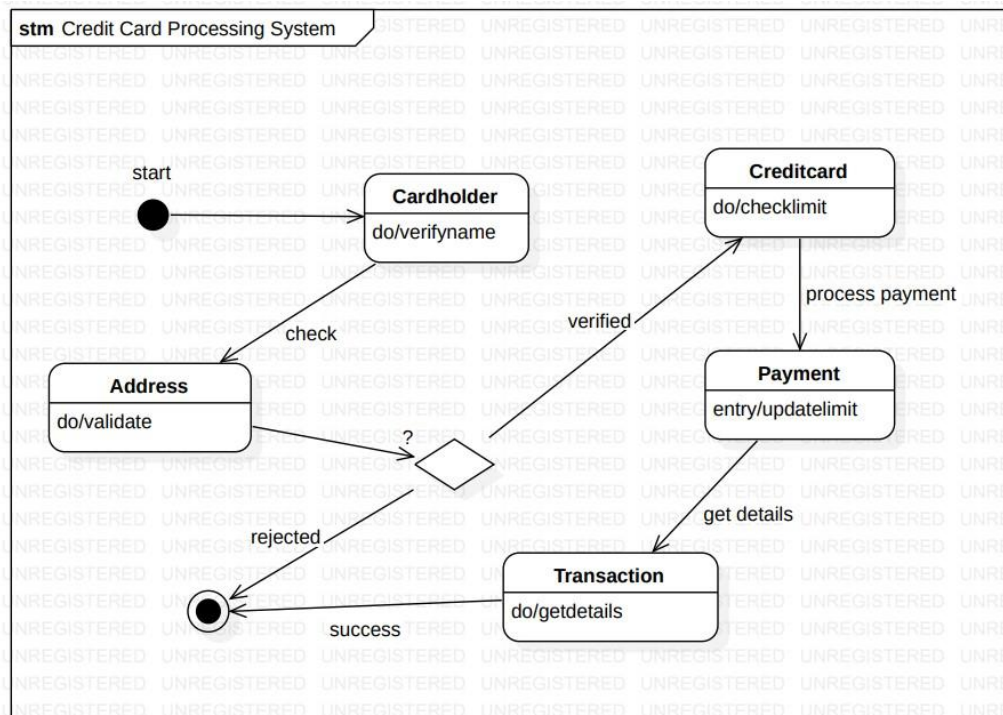 stm Credit Card Processing System
start
Cardholder
do/verifyname
Creditcard
do/checklimit
check
verified
process payment
Address
do/validate
?
Payment
entry/updatelimit
rejected
get details
Transaction
do/getdetails
success
UNREGISTERED